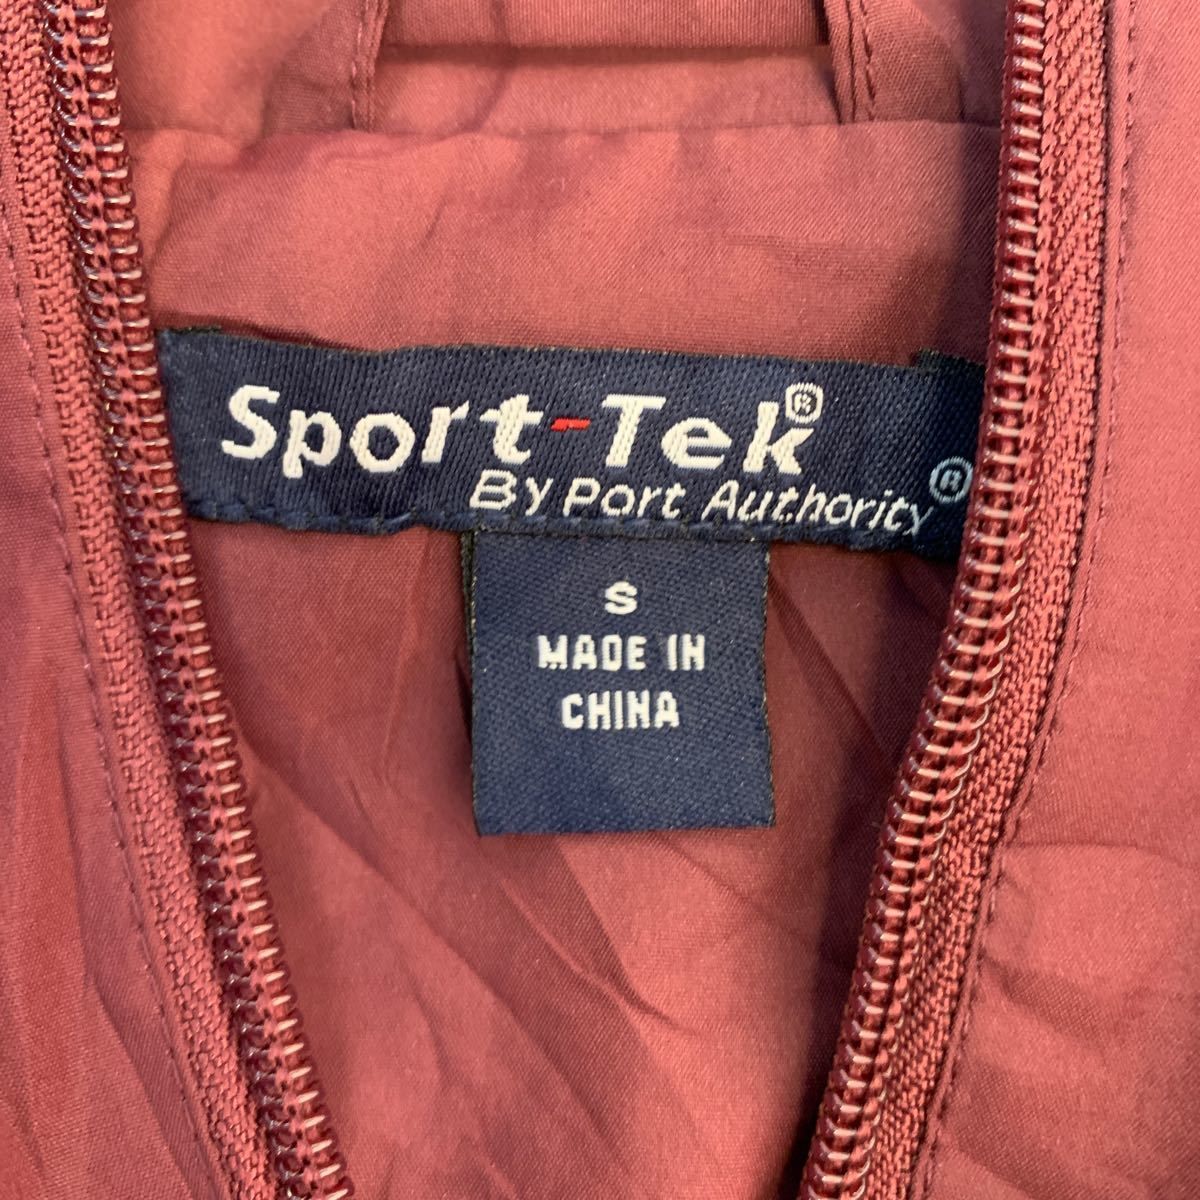 Sport-Tek®
By Port Authority®
S
MADE IN
CHINA